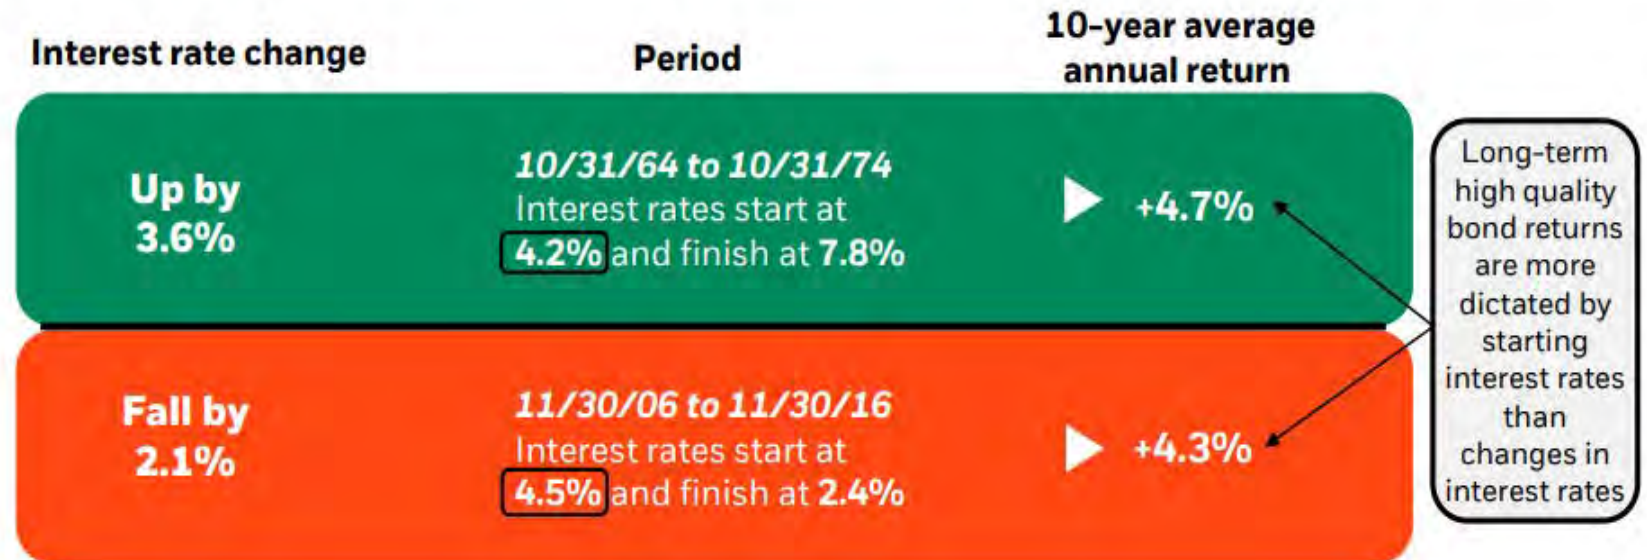 Interest rate change
Period
10-year average
annual return
Up by
3.6%
10/31/64 to 10/31/74
Interest rates start at
4.2% and finish at 7.8%
+4.7%
Fall by
2.1%
11/30/06 to 11/30/16
Interest rates start at
4.5% and finish at 2.4%
+4.3%
Long-term
high quality
bond returns
are more
dictated by
starting
interest rates
than
changes in
interest rates